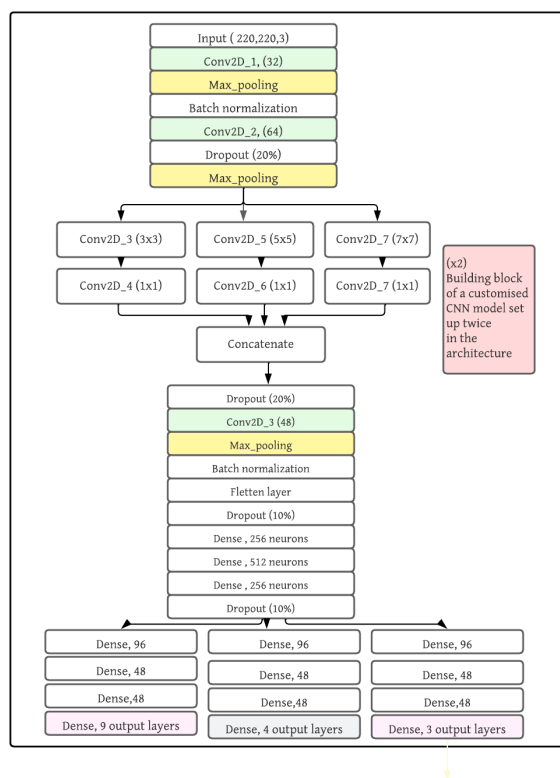 Input ( 220,220,3)
Conv2D_1, (32)
Max_pooling
Batch normalization
Conv2D_2, (64)
Dropout (20%)
Max_pooling
Conv2D_3 (3x3)
Conv2D_5 (5x5)
Conv2D_7 (7x7)
Conv2D_4 (1x1)
Conv2D_6 (1x1)
Conv2D_7 (1x1)
(x2)
Building block
of a customised
CNN model set
up twice
in the
architecture
Concatenate
Dropout (20%)
Conv2D_3 (48)
Max_pooling
Batch normalization
Fletten layer
Dropout (10%)
Dense , 256 neurons
Dense , 512 neurons
Dense , 256 neurons
Dropout (10%)
Dense, 96
Dense, 96
Dense, 96
Dense, 48
Dense, 48
Dense, 48
Dense,48
Dense,48
Dense,48
Dense, 9 output layers
Dense, 4 output layers
Dense, 3 output layers